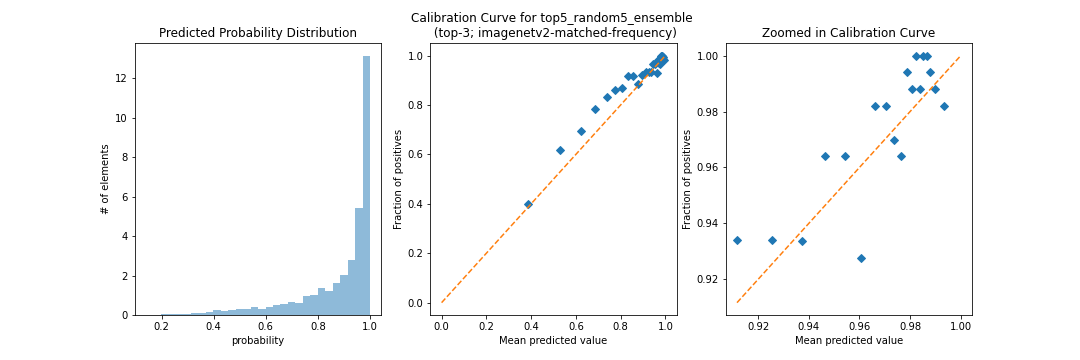 Predicted Probability Distribution
# of elements
12
10
8
6
4
2
0
0.2 0.4 0.6 0.8 1.0
probability
Calibration Curve for top5_random5_ensemble
(top-3; imagenetv2-matched-frequency)
Fraction of positives
1.0
0.8
0.6
0.4
0.2
0.0
0.0 0.2 0.4 0.6 0.8 1.0
Mean predicted value
Zoomed in Calibration Curve
Fraction of positives
1.00
0.98
0.96
0.94
0.92
0.92 0.94 0.96 0.98 1.00
Mean predicted value